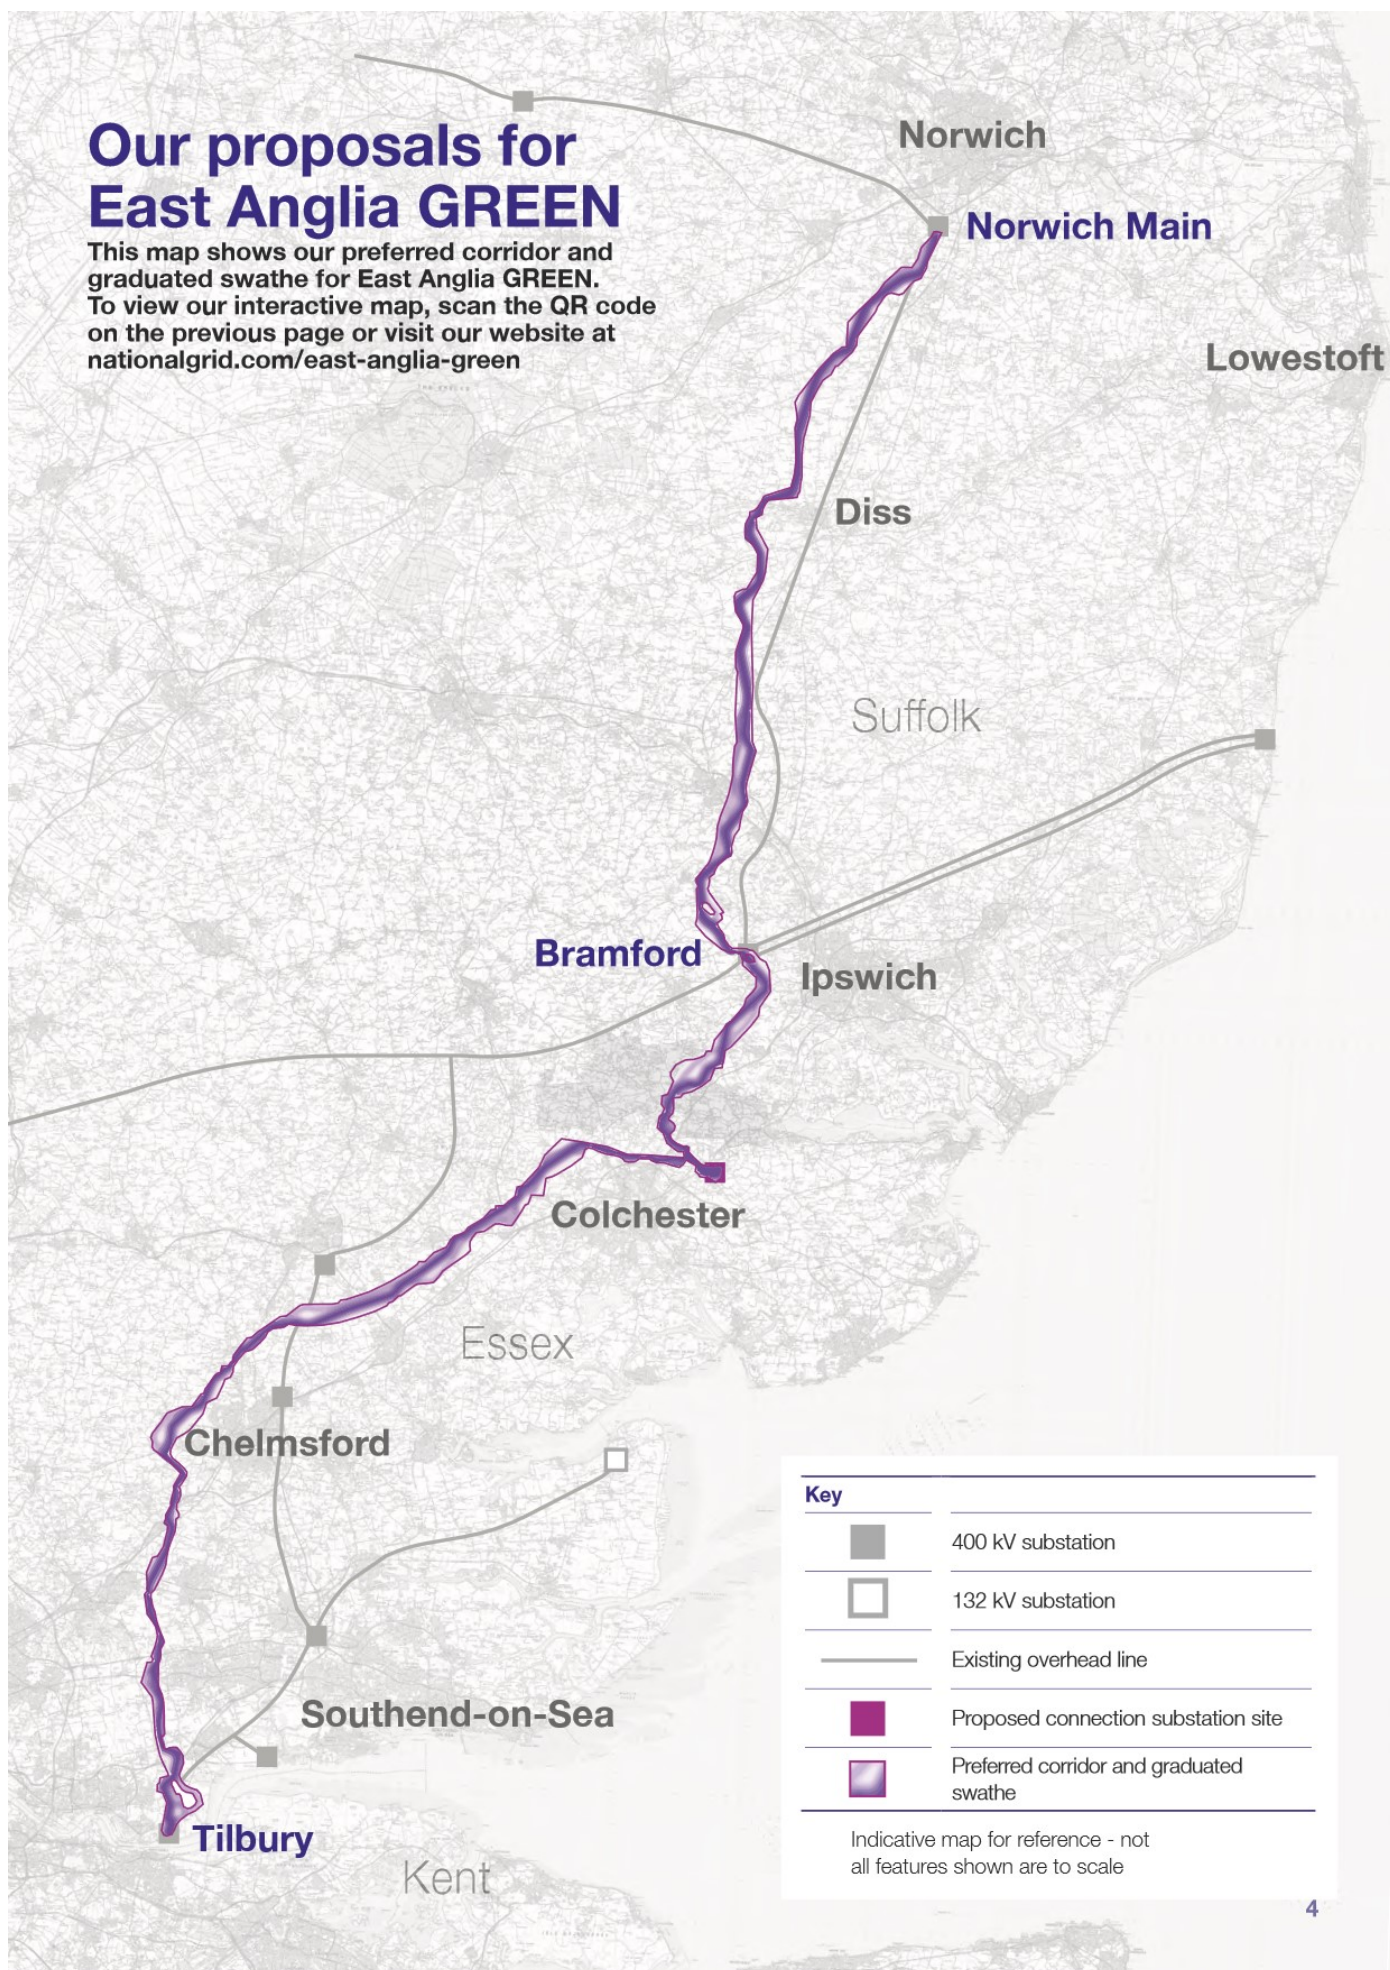 Our proposals for
East Anglia GREEN
This map shows our preferred corridor and
graduated swathe for East Anglia GREEN.
To view our interactive map, scan the QR code
on the previous page or visit our website at
nationalgrid.com/east-anglia-green
Norwich
Norwich Main
Lowestoft
Diss
Suffolk
Bramford
Ipswich
Colchester
Essex
Chelmsford
Southend-on-Sea
Tilbury
Kent
Key
400 kV substation
132 kV substation
Existing overhead line
Proposed connection substation site
Preferred corridor and graduated
swathe
Indicative map for reference - not
all features shown are to scale
4